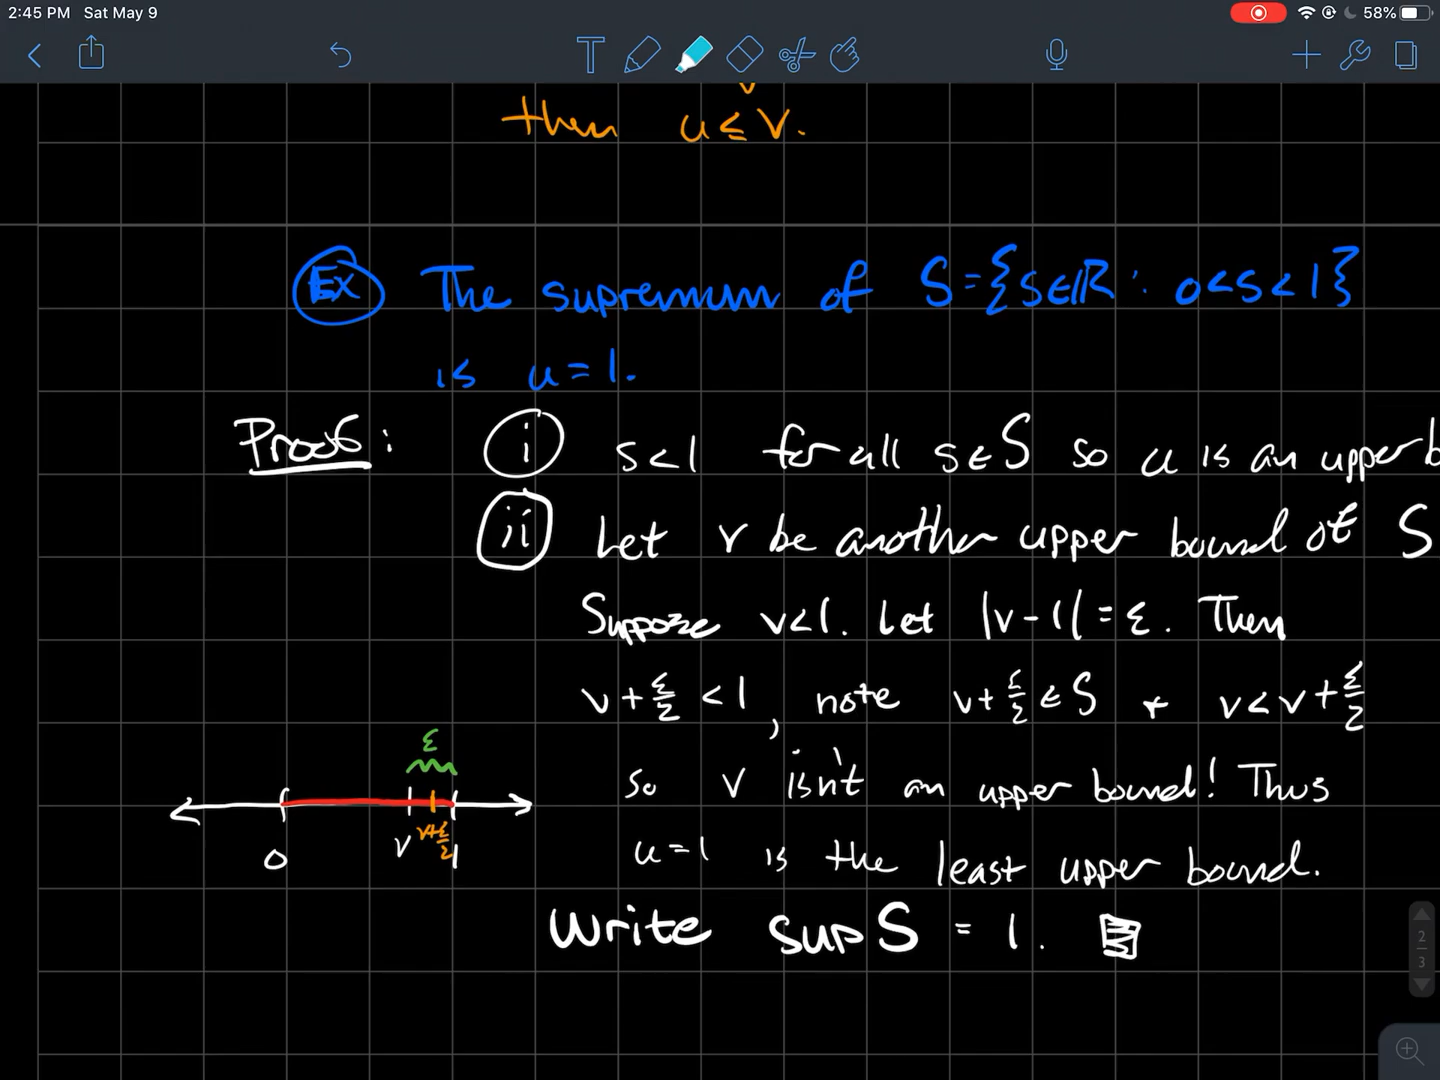 2:45 PM Sat May 9
58%
then u ≤ v.
Ex The supremum of S = {s∈ℝ : 0<s<1}
is u = 1.
Proof: i s<1 for all s∈S so u is an upper b
ii Let v be another upper bound of S
Suppose v<1. Let |v-1| = ε. Then
v + ε/2 < 1, note v + ε/2 ∈ S + v < v + ε/2
so v isn't an upper bound! Thus
u=1 is the least upper bound.
Write sup S = 1.
ε
0 v v+ε/2 1
2
3